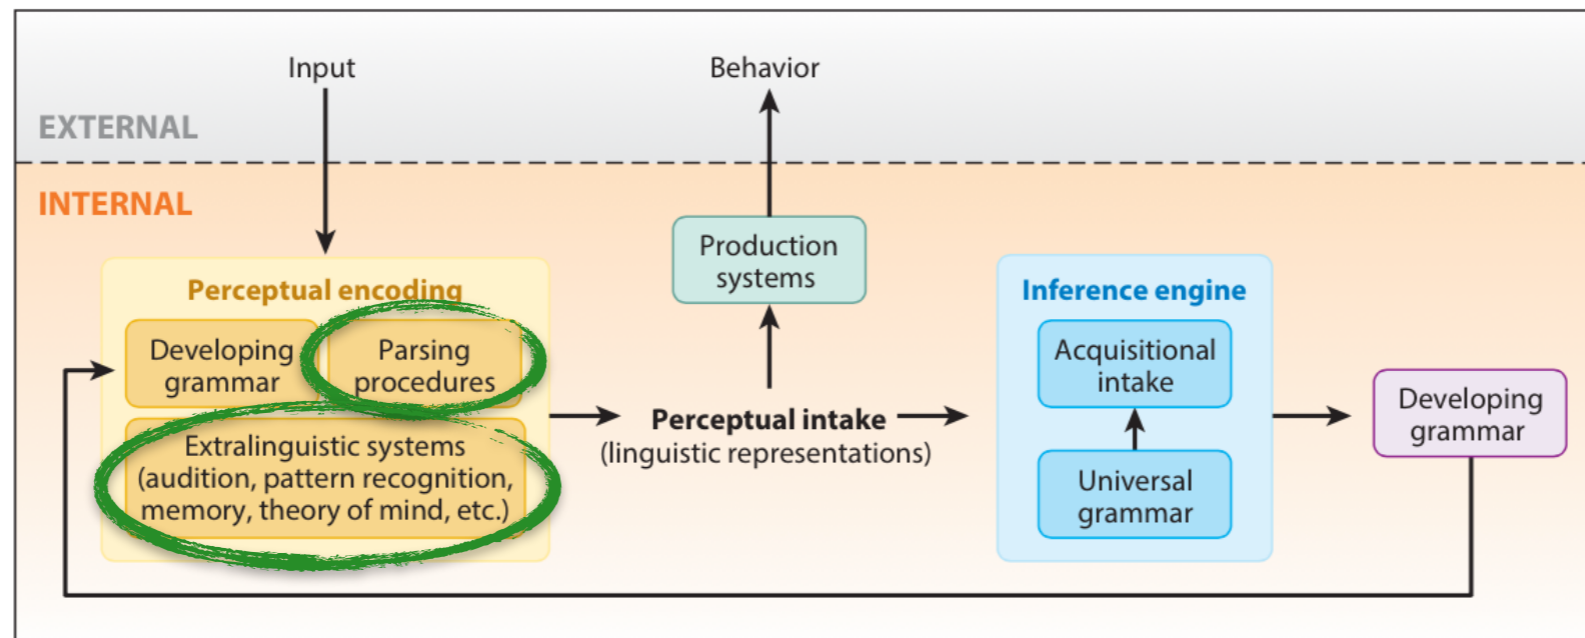 Input
Behavior
EXTERNAL
INTERNAL
Production
systems
Perceptual encoding
Developing
grammar
Parsing
procedures
Extralinguistic systems
(audition, pattern recognition,
memory, theory of mind, etc.)
Perceptual intake
(linguistic representations)
Inference engine
Acquisitional
intake
Universal
grammar
Developing
grammar